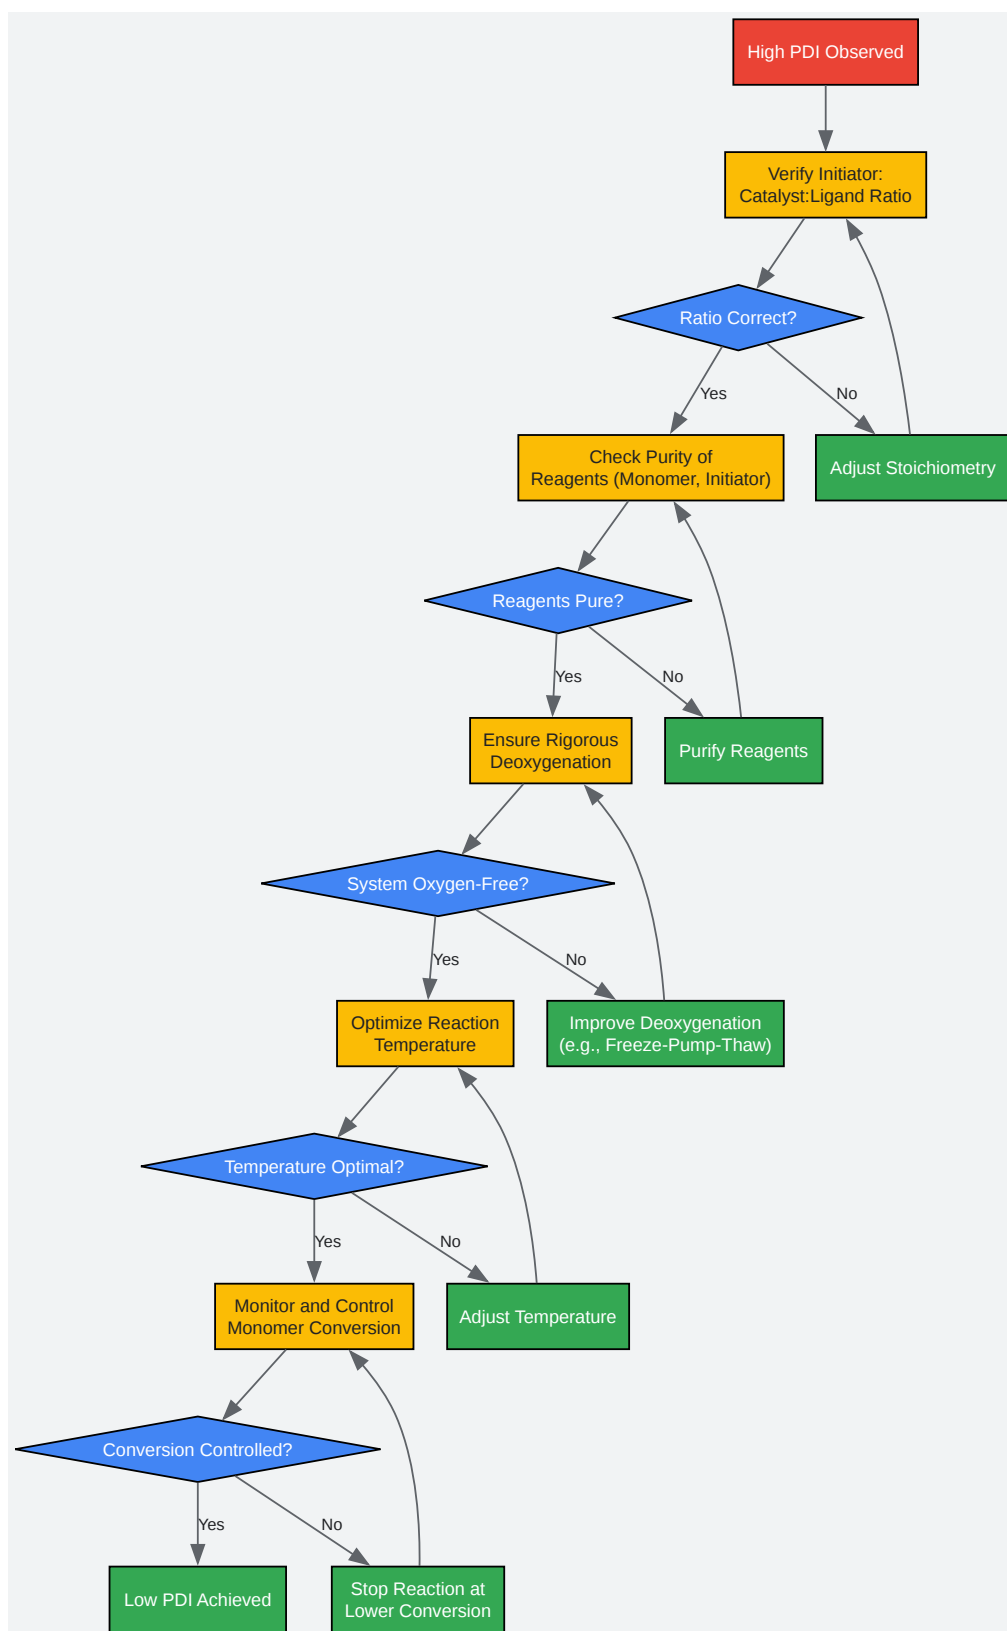 High PDI Observed
Verify Initiator:
Catalyst:Ligand Ratio
Ratio Correct?
Yes
No
Check Purity of
Reagents (Monomer, Initiator)
Adjust Stoichiometry
Reagents Pure?
Yes
No
Ensure Rigorous
Deoxygenation
Purify Reagents
System Oxygen-Free?
Yes
No
Optimize Reaction
Temperature
Improve Deoxygenation
(e.g., Freeze-Pump-Thaw)
Temperature Optimal?
Yes
No
Monitor and Control
Monomer Conversion
Adjust Temperature
Conversion Controlled?
Yes
No
Low PDI Achieved
Stop Reaction at
Lower Conversion